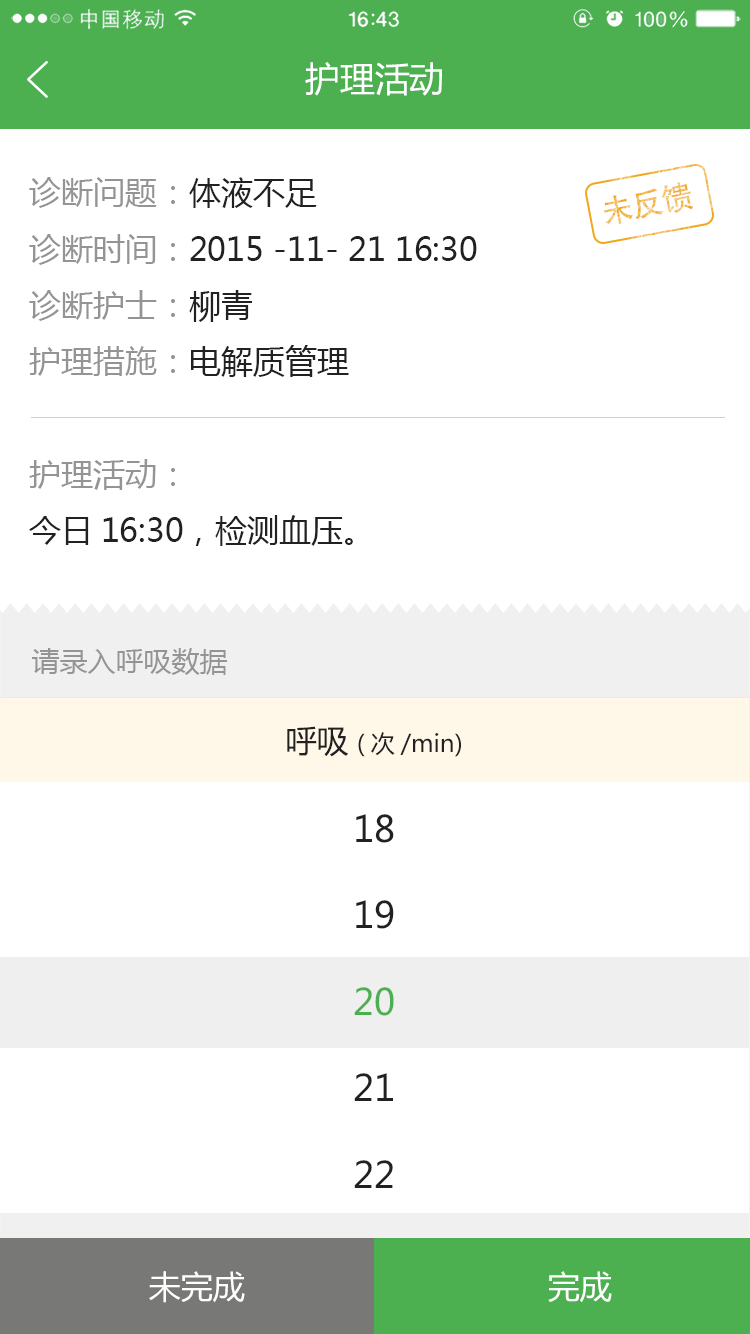 中国移动 16:43 100%
护理活动
诊断问题：体液不足
未反馈
诊断时间：2015 -11- 21 16:30
诊断护士：柳青
护理措施：电解质管理
护理活动：
今日 16:30，检测血压。
请录入呼吸数据
呼吸 ( 次 /min)
18
19
20
21
22
未完成 完成